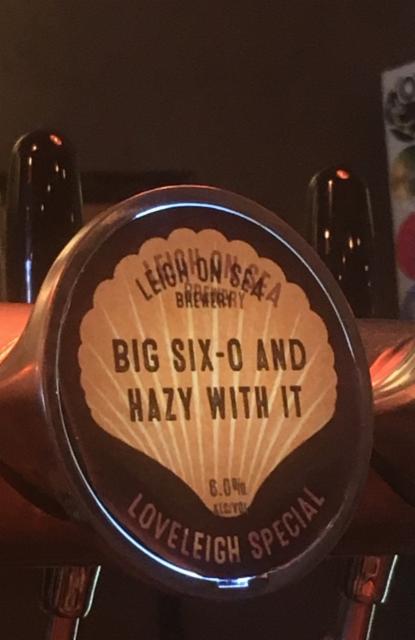 LEIGH ON SEA
BREWERY
BIG SIX-O AND
HAZY WITH IT
6.0%
ALC/VOL
LOVELEIGH SPECIAL